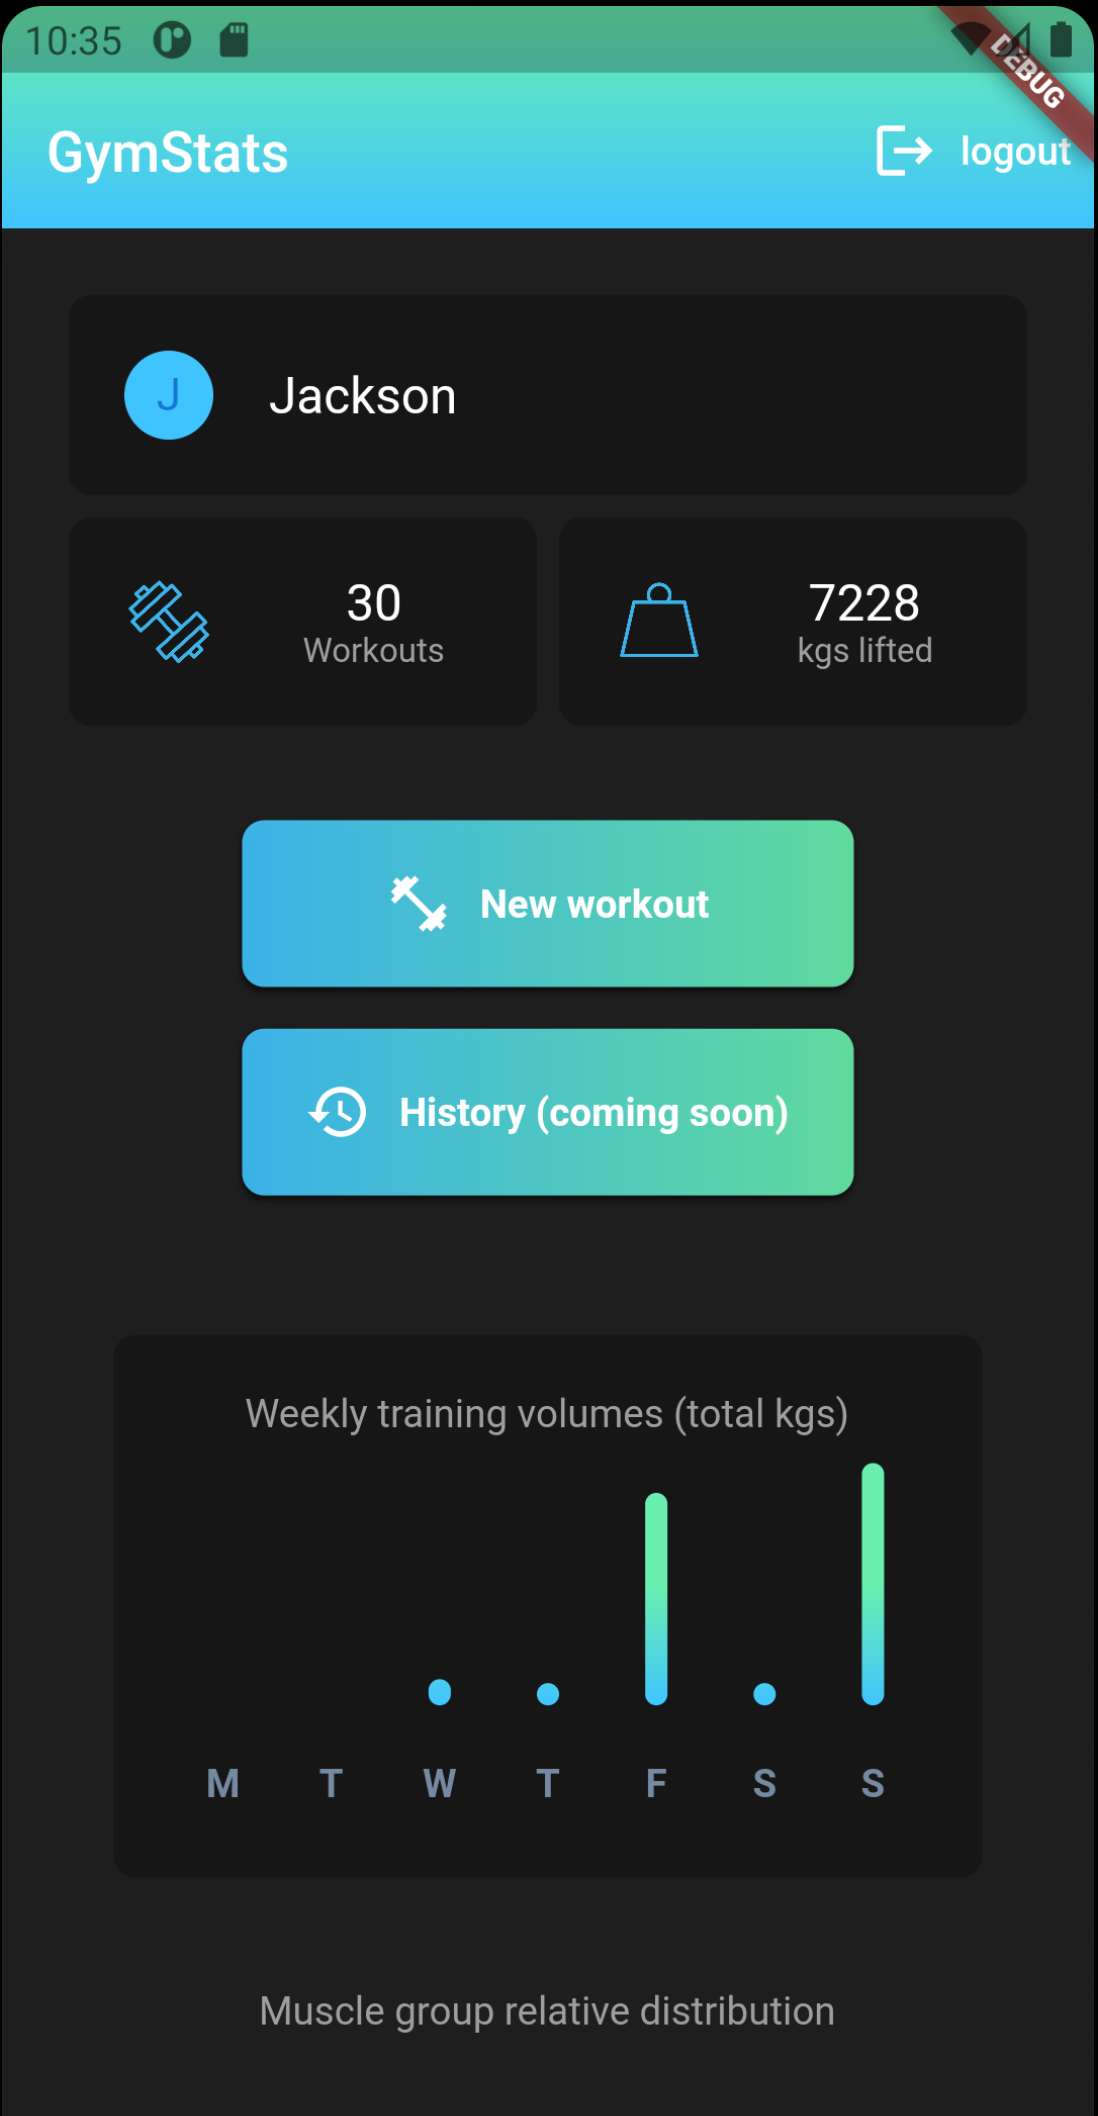 10:35
DEBUG
GymStats
logout
J
Jackson
30
Workouts
7228
kgs lifted
New workout
History (coming soon)
Weekly training volumes (total kgs)
M T W T F S S
Muscle group relative distribution